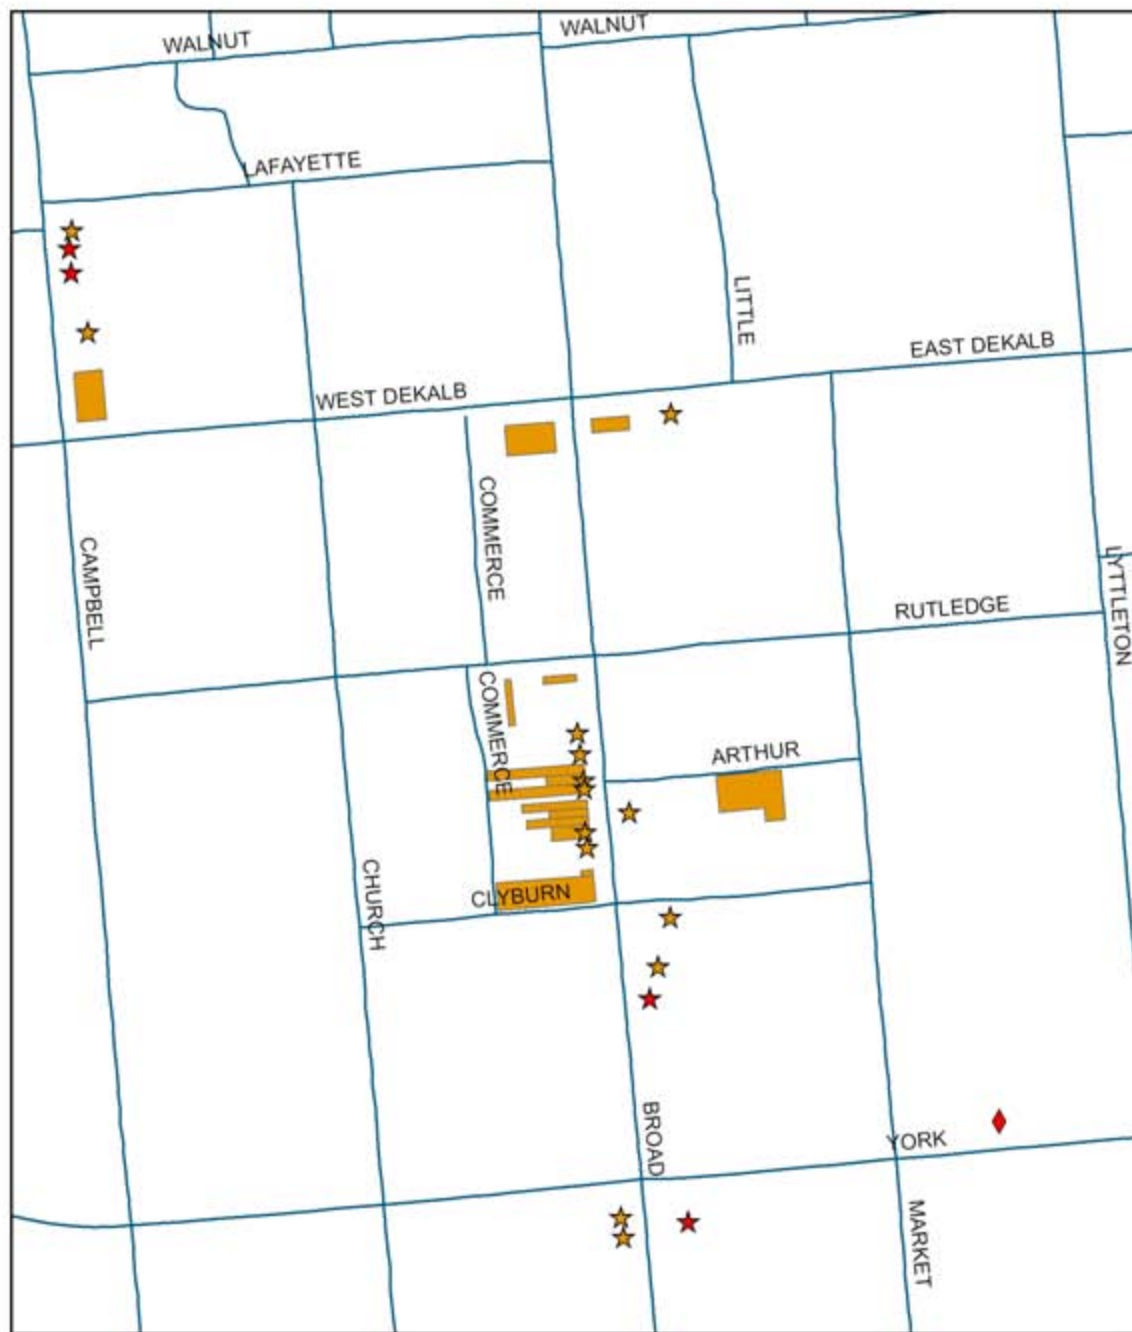 WALNUT
WALNUT
LAFAYETTE
LITTLE
EAST DEKALB
WEST DEKALB
COMMERCE
CAMPBELL
LYTTLETON
RUTLEDGE
COMMERCE
ARTHUR
CHURCH
CLYBURN
BROAD
YORK
MARKET